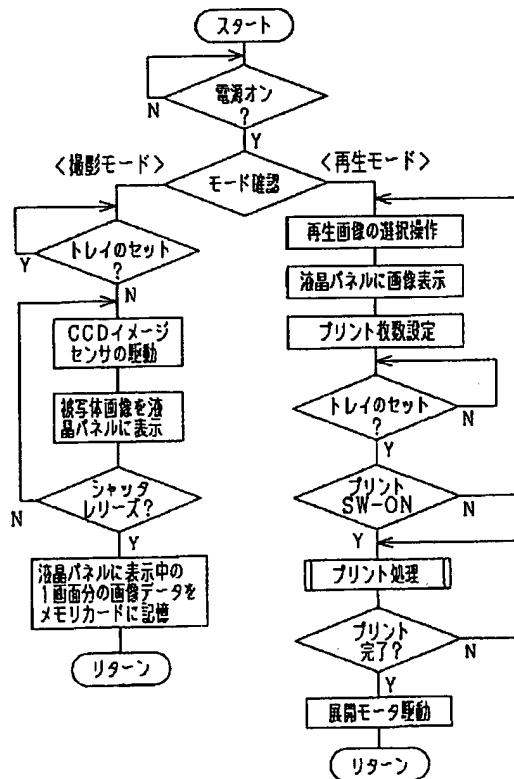 スタート
電源オン
?
N
Y
<撮影モード>
モード確認
<再生モード>
トレイのセット
?
Y
N
CCDイメージ
センサの駆動
被写体画像を液
晶パネルに表示
シャッタ
レリーズ?
N
Y
液晶パネルに表示中の
1画面分の画像データを
メモリカードに記憶
リターン
再生画像の選択操作
液晶パネルに画像表示
プリント枚数設定
トレイのセット
?
N
Y
プリント
SW-ON
N
Y
プリント処理
プリント
完了?
N
Y
展開モータ駆動
リターン